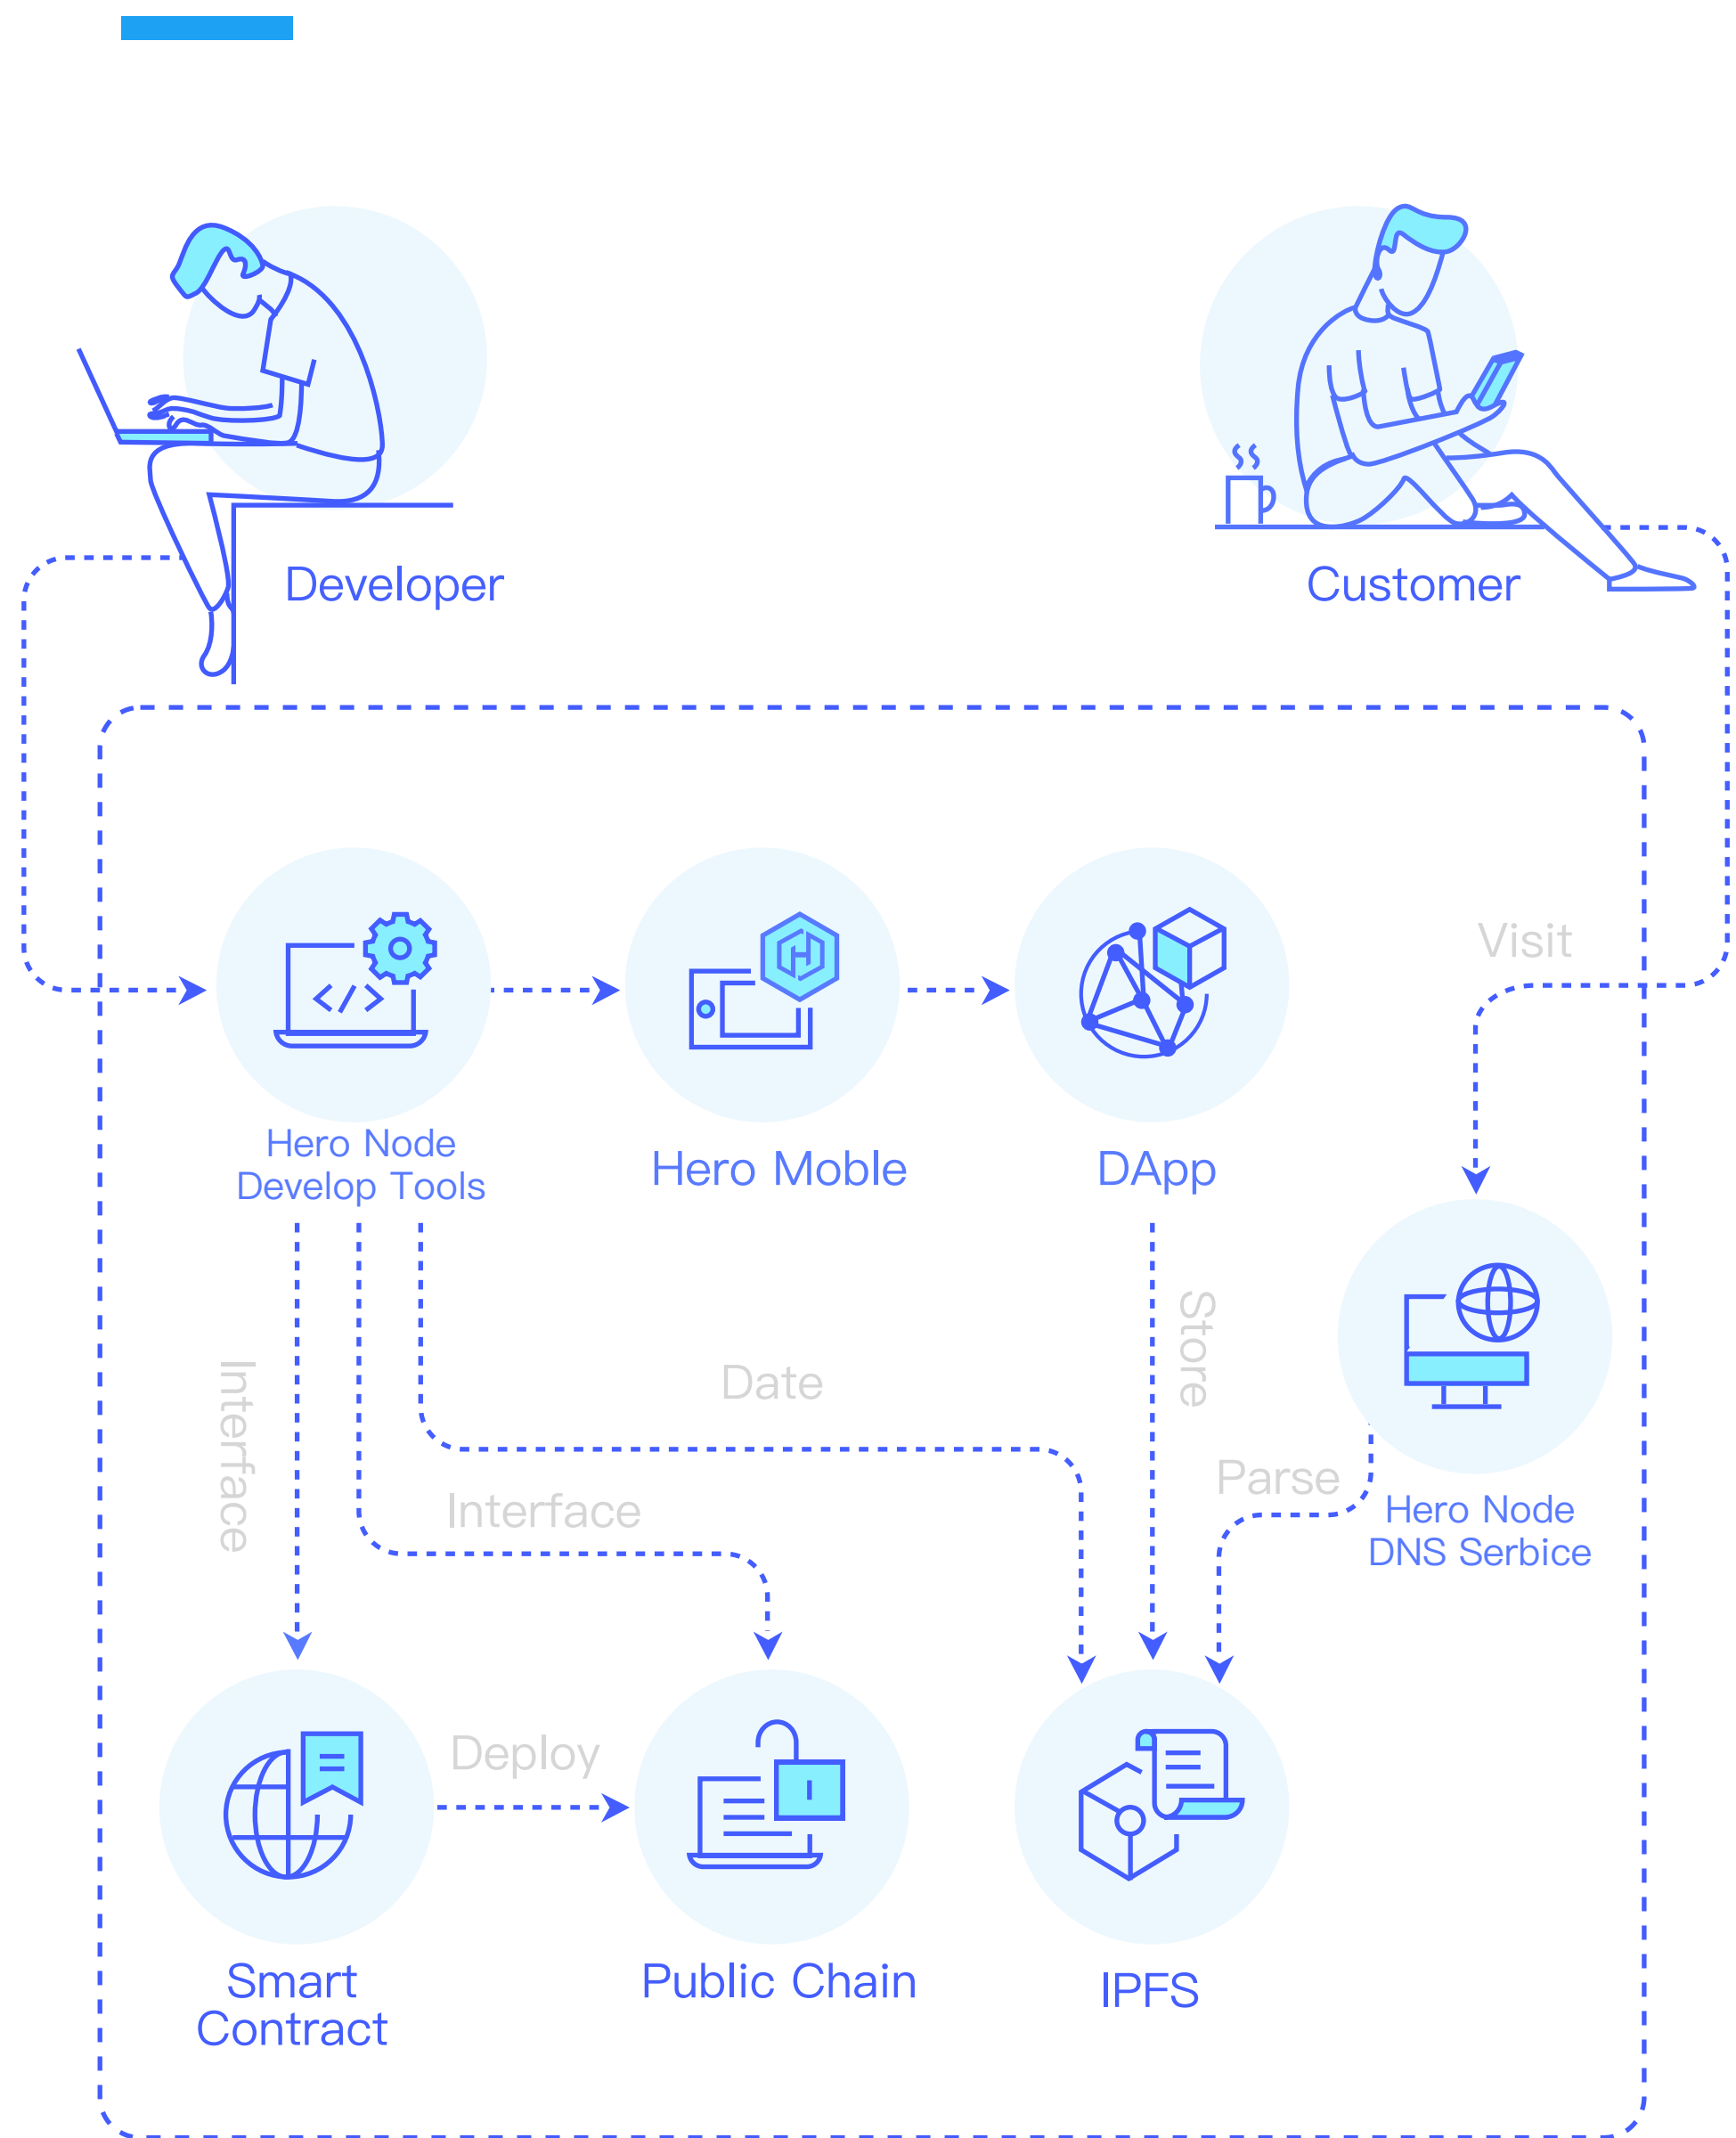 Developer
Customer
Visit
Hero Node
Develop Tools
Hero Moble
DApp
Store
Interface
Date
Parse
Interface
Hero Node
DNS Serbice
Deploy
Smart
Contract
Public Chain
IPFS